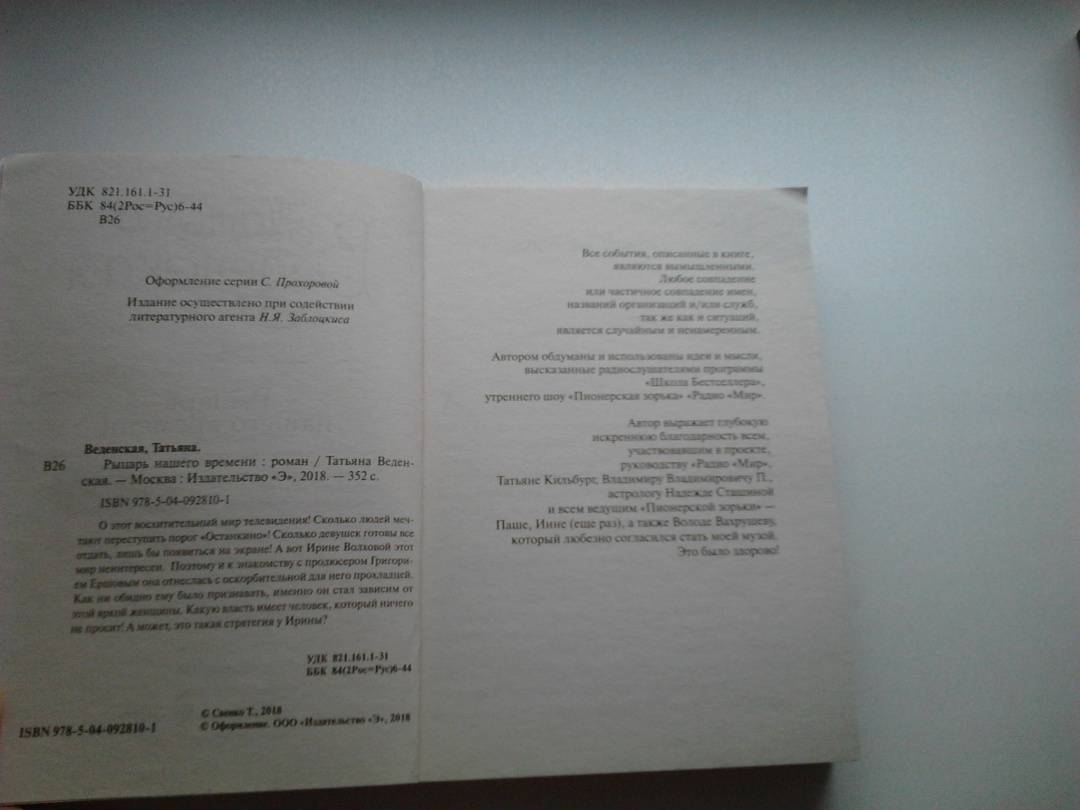 УДК 821.161.1-31
ББК 84(2Рос=Рус)6-44
В26
Оформление серии С. Прохоровой
Издание осуществлено при содействии
литературного агента Н.Я. Заблоцкиса
Веденская, Татьяна.
В26 Рыцарь нашего времени : роман / Татьяна Веден-
ская. — Москва : Издательство «Э», 2018. — 352 с.
ISBN 978-5-04-092810-1
О этот восхитительный мир телевидения! Сколько людей меч-
тают переступить порог «Останкино»! Сколько девушек готовы все
отдать, лишь бы появиться на экране! А вот Ирине Волковой этот
мир неинтересен. Поэтому и к знакомству с продюсером Григори-
ем Ершовым она отнеслась с оскорбительной для него прохладцей.
Как ни обидно ему было признавать, именно он стал зависим от
этой яркой женщины. Какую власть имеет человек, который ничего
не просит! А может, это такая стратегия у Ирины?
УДК 821.161.1-31
ББК 84(2Рос=Рус)6-44
© Саенко Т., 2018
ISBN 978-5-04-092810-1 © Оформление. ООО «Издательство «Э», 2018
Все события, описанные в книге,
являются вымышленными.
Любое совпадение
или частичное совпадение имен,
названий организаций и/или служб,
так же как и ситуаций,
является случайным и ненамеренным.
Автором обдуманы и использованы идеи и мысли,
высказанные радиослушателями программы
«Школа Бестселлера»,
утреннего шоу «Пионерская зорька» «Радио «Мир».
Автор выражает глубокую
искреннюю благодарность всем,
участвовавшим в проекте,
руководству «Радио «Мир»,
Татьяне Кильбург, Владимиру Владимировичу П.,
астрологу Надежде Сташиной
и всем ведущим «Пионерской зорьки» —
Паше, Инне (еще раз), а также Володе Вахрушеву,
который любезно согласился стать моей музой.
Это было здорово!